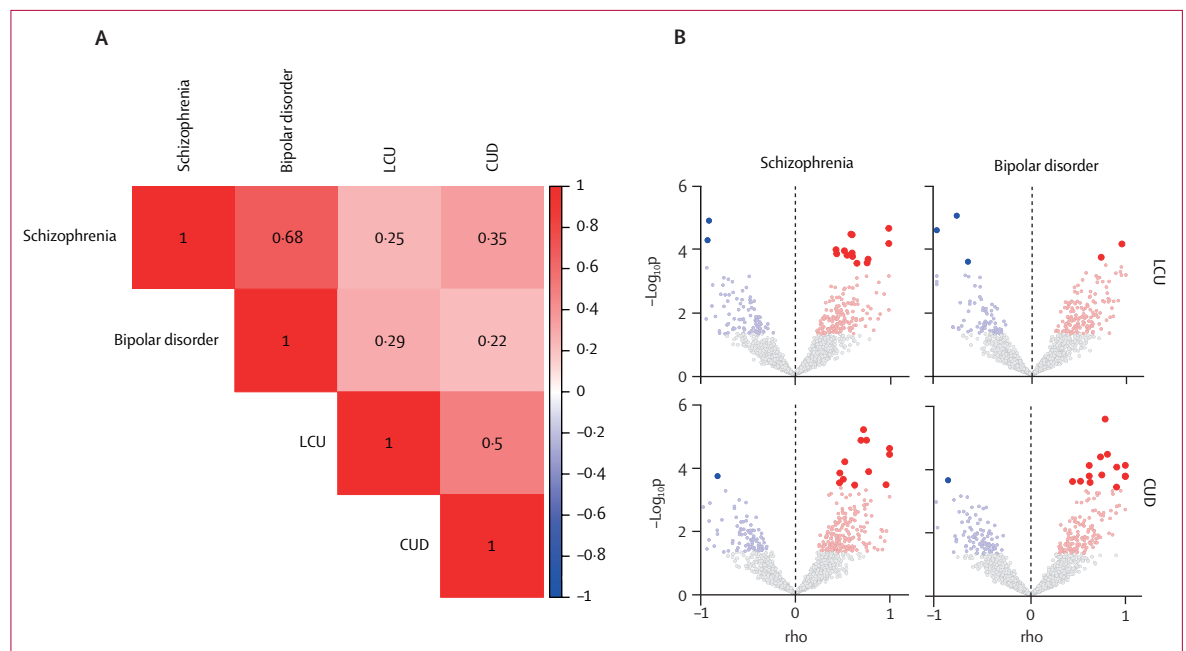 A
B
Schizophrenia
Bipolar disorder
LCU
CUD
Schizophrenia
1
0·68
0·25
0·35
Bipolar disorder
1
0·29
0·22
LCU
1
0·5
CUD
1
1
0·8
0·6
0·4
0·2
0
–0·2
–0·4
–0·6
–0·8
–1
Schizophrenia
Bipolar disorder
6
4
2
0
–Log10p
LCU
6
4
2
0
–Log10p
CUD
–1
0
1
–1
0
1
rho
rho